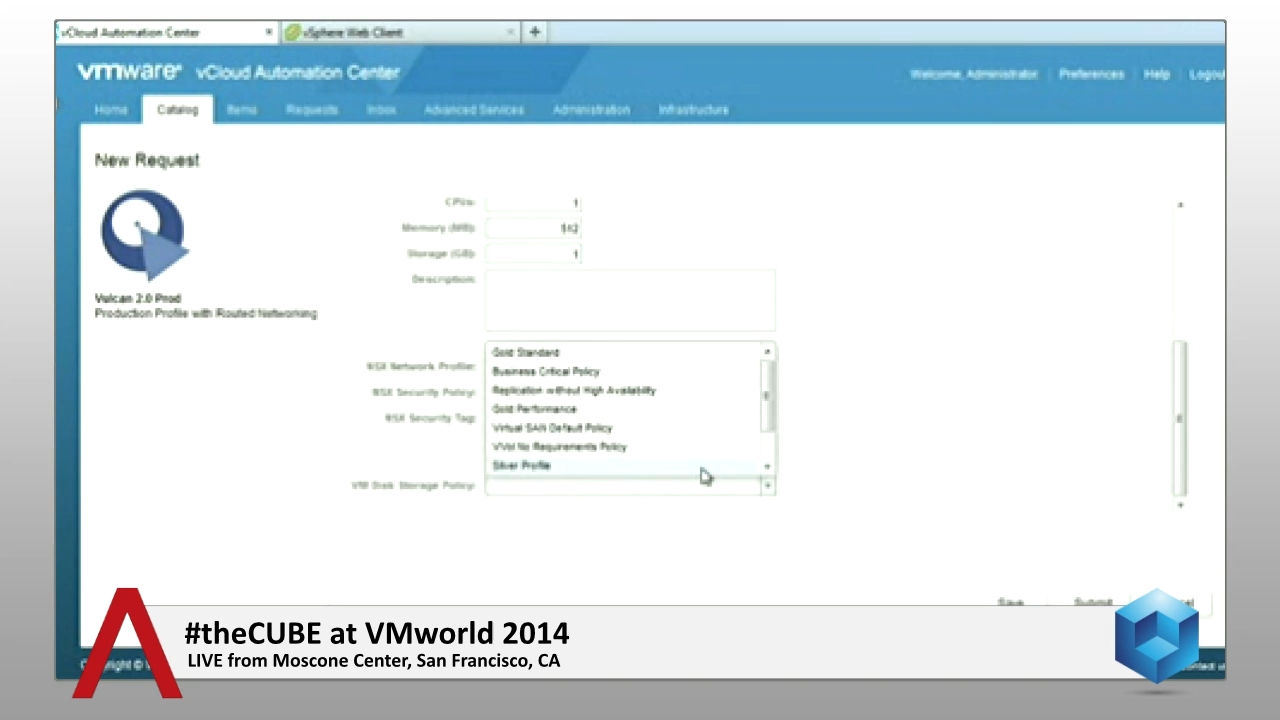 vCloud Automation Center
vSphere Web Client
vmware vCloud Automation Center
Welcome, Administrator Preferences Help Logou
Home Catalog Items Requests Inbox Advanced Services Administration Infrastructure
New Request
CPUs: 1
Memory (MB): 512
Storage (GB): 1
Description:
Vulcan 2.0 Prod
Production Profile with Routed Networking
NSX Network Profile:
NSX Security Policy:
NSX Security Tag:
Gold Standard
Business Critical Policy
Replication without High Availability
Gold Performance
Virtual SAN Default Policy
VVol No Requirements Policy
Silver Profile
VM Disk Storage Policy:
Save Submit
#theCUBE at VMworld 2014
LIVE from Moscone Center, San Francisco, CA